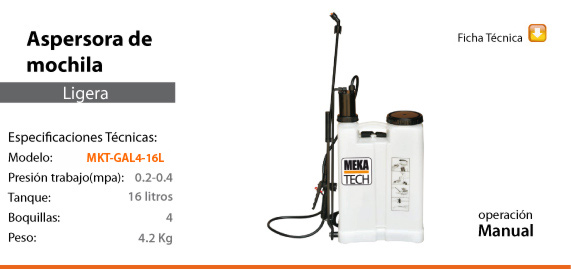 Aspersora de
mochila
Ligera
Ficha Técnica
Especificaciones Técnicas:
Modelo: MKT-GAL4-16L
Presión trabajo(mpa): 0.2-0.4
Tanque: 16 litros
Boquillas: 4
Peso: 4.2 Kg
MEKA
TECH
operación
Manual